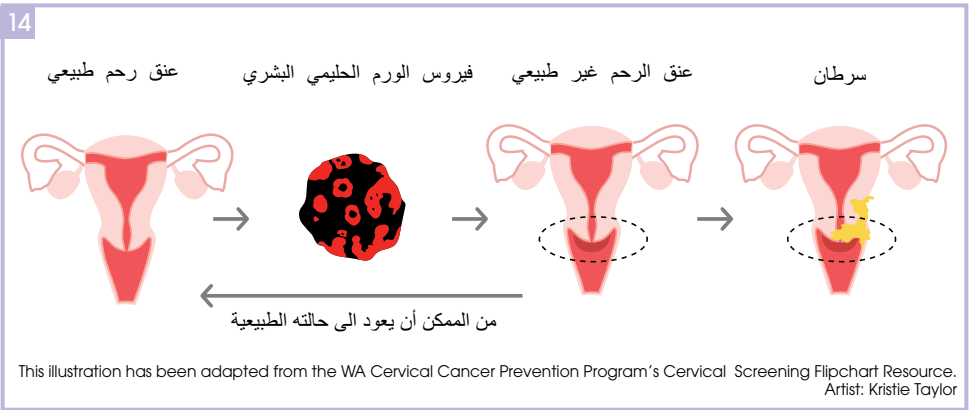 14
عنق رحم طبيعي
فيروس الورم الحليمي البشري
عنق الرحم غير طبيعي
سرطان
من الممكن أن يعود الى حالته الطبيعية
This illustration has been adapted from the WA Cervical Cancer Prevention Program's Cervical Screening Flipchart Resource.
Artist: Kristie Taylor